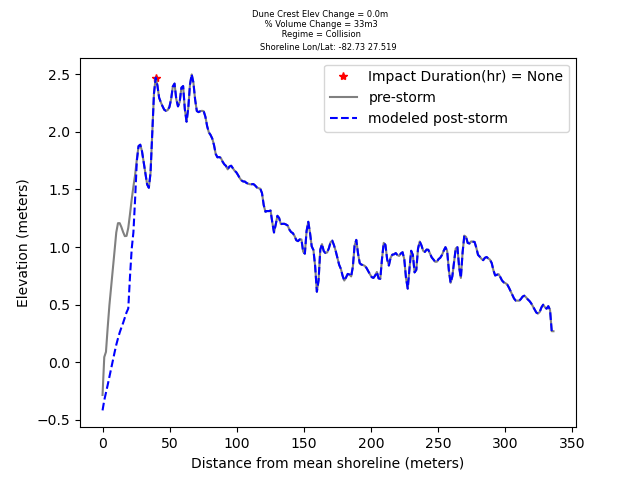 Dune Crest Elev Change = 0.0m
% Volume Change = 33m3
Regime = Collision
Shoreline Lon/Lat: -82.73 27.519
Impact Duration(hr) = None
pre-storm
modeled post-storm
2.5
2.0
1.5
1.0
0.5
0.0
−0.5
Elevation (meters)
0 50 100 150 200 250 300 350
Distance from mean shoreline (meters)